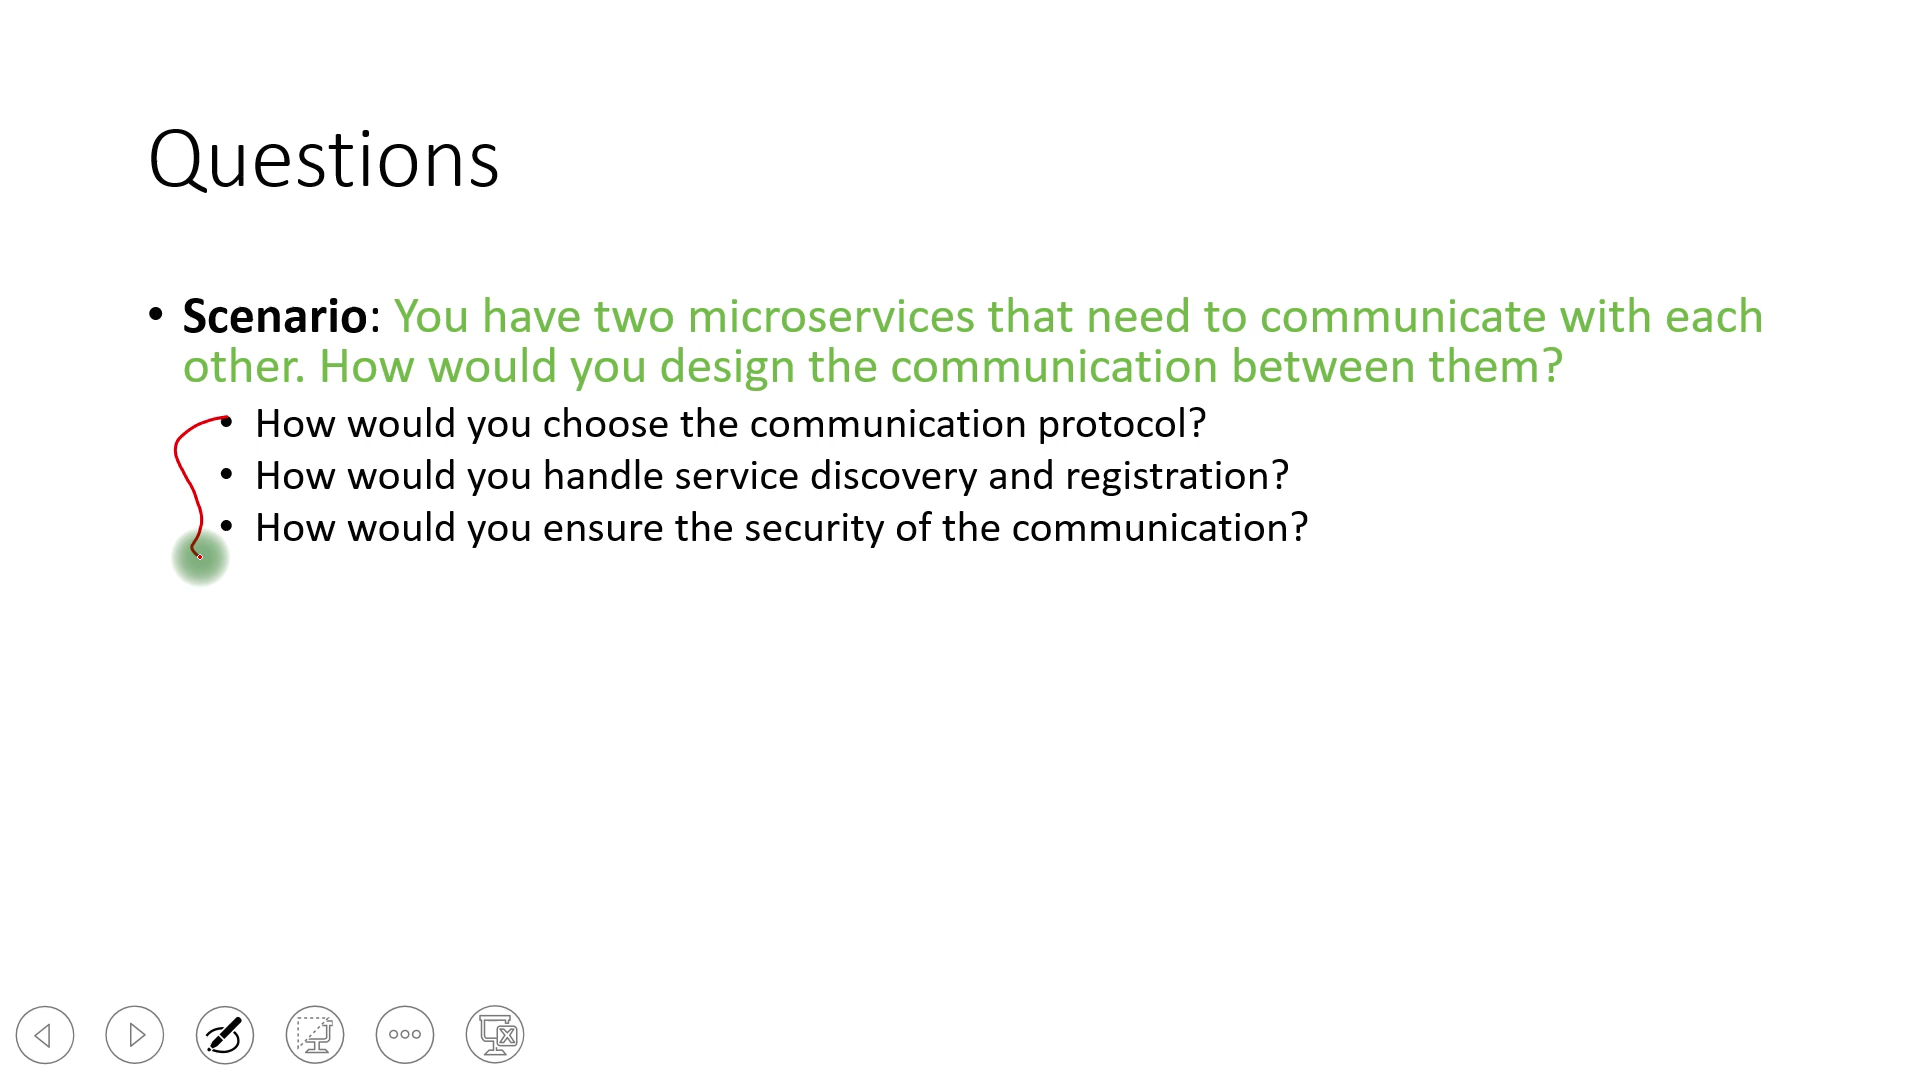 Questions
• Scenario: You have two microservices that need to communicate with each
other. How would you design the communication between them?
• How would you choose the communication protocol?
• How would you handle service discovery and registration?
• How would you ensure the security of the communication?